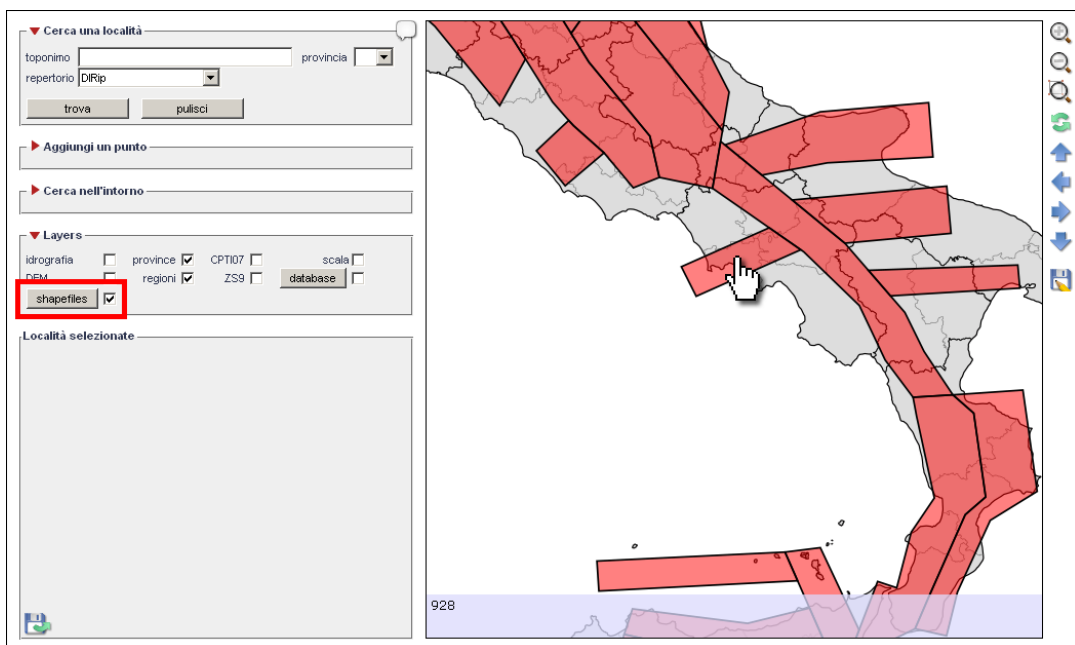 Cerca una località
toponimo provincia
repertorio DIRip
trova pulisci
Aggiungi un punto
Cerca nell'intorno
Layers
idrografia province CPTI07 scala
DEM regioni ZS9 database
shapefiles
Località selezionate
928